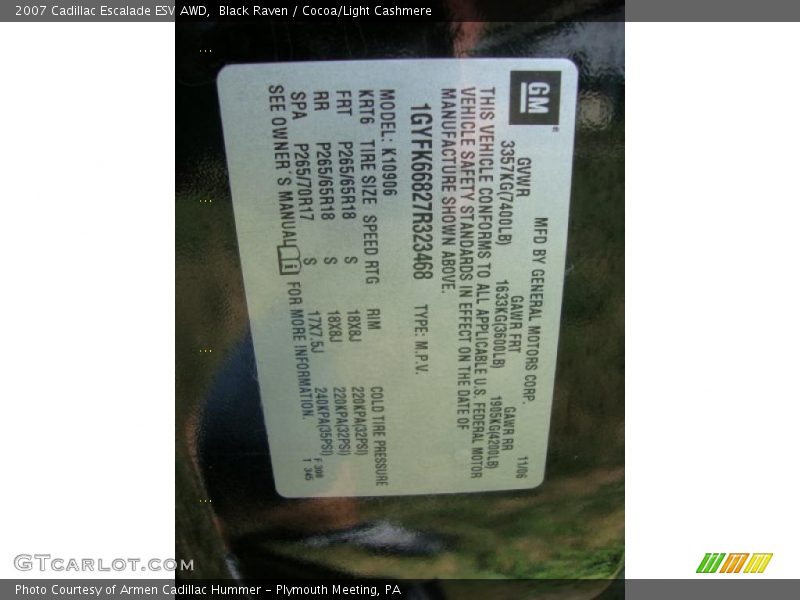 2007 Cadillac Escalade ESV AWD,  Black Raven / Cocoa/Light Cashmere
GM
MFD BY GENERAL MOTORS CORP. 11/06
GVWR GAWR FRT GAWR RR
3357KG(7400LB) 1633KG(3600LB) 1905KG(4200LB)
THIS VEHICLE CONFORMS TO ALL APPLICABLE U.S. FEDERAL MOTOR
VEHICLE SAFETY STANDARDS IN EFFECT ON THE DATE OF
MANUFACTURE SHOWN ABOVE.
1GYFK66827R323468 TYPE: M.P.V.
MODEL: K10906
KRT6 TIRE SIZE SPEED RTG RIM COLD TIRE PRESSURE
FRT P265/65R18 S 18X8J 220KPA(32PSI)
RR P265/65R18 S 18X8J 220KPA(32PSI)
SPA P265/70R17 S 17X7.5J 240KPA(35PSI)
SEE OWNER'S MANUAL FOR MORE INFORMATION.
F 308
T 345
GTcarlot.com
Photo Courtesy of Armen Cadillac Hummer - Plymouth Meeting, PA